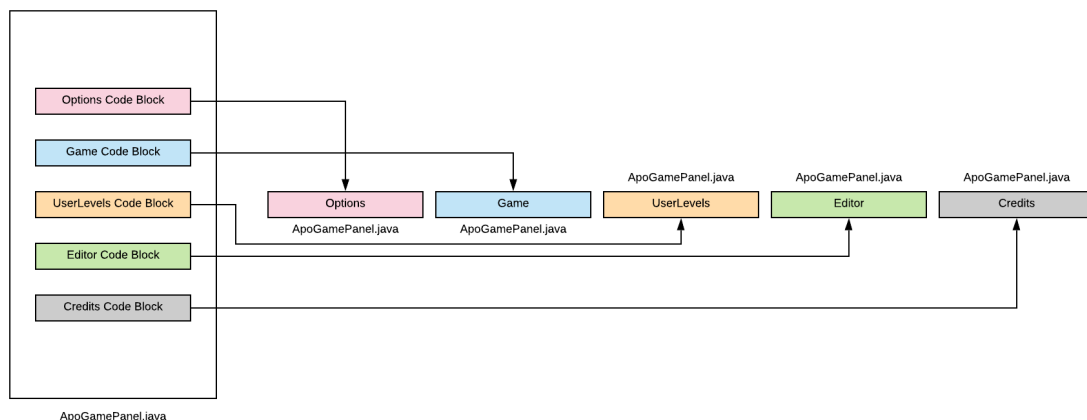 Options Code Block
Game Code Block
UserLevels Code Block
Editor Code Block
Credits Code Block
ApoGamePanel.java
Options
ApoGamePanel.java
Game
ApoGamePanel.java
ApoGamePanel.java
UserLevels
ApoGamePanel.java
Editor
ApoGamePanel.java
Credits